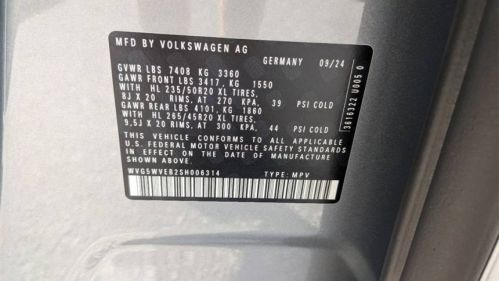 MFD BY VOLKSWAGEN AG
GERMANY 09/24
GVWR LBS 7408 KG 3360
GAWR FRONT LBS 3417, KG 1550
WITH HL 235/50R20 XL TIRES,
8J X 20 RIMS, AT 270 KPA, 39 PSI COLD
GAWR REAR LBS 4101, KG 1860
WITH HL 265/45R20 XL TIRES,
9,5J X 20 RIMS, AT 300 KPA, 44 PSI COLD
THIS VEHICLE CONFORMS TO ALL APPLICABLE
U.S. FEDERAL MOTOR VEHICLE SAFETY STANDARDS
IN EFFECT ON THE DATE OF MANUFACTURE
SHOWN ABOVE.
WVG5WVEB2SH006314 TYPE: MPV
3616322 U005 0